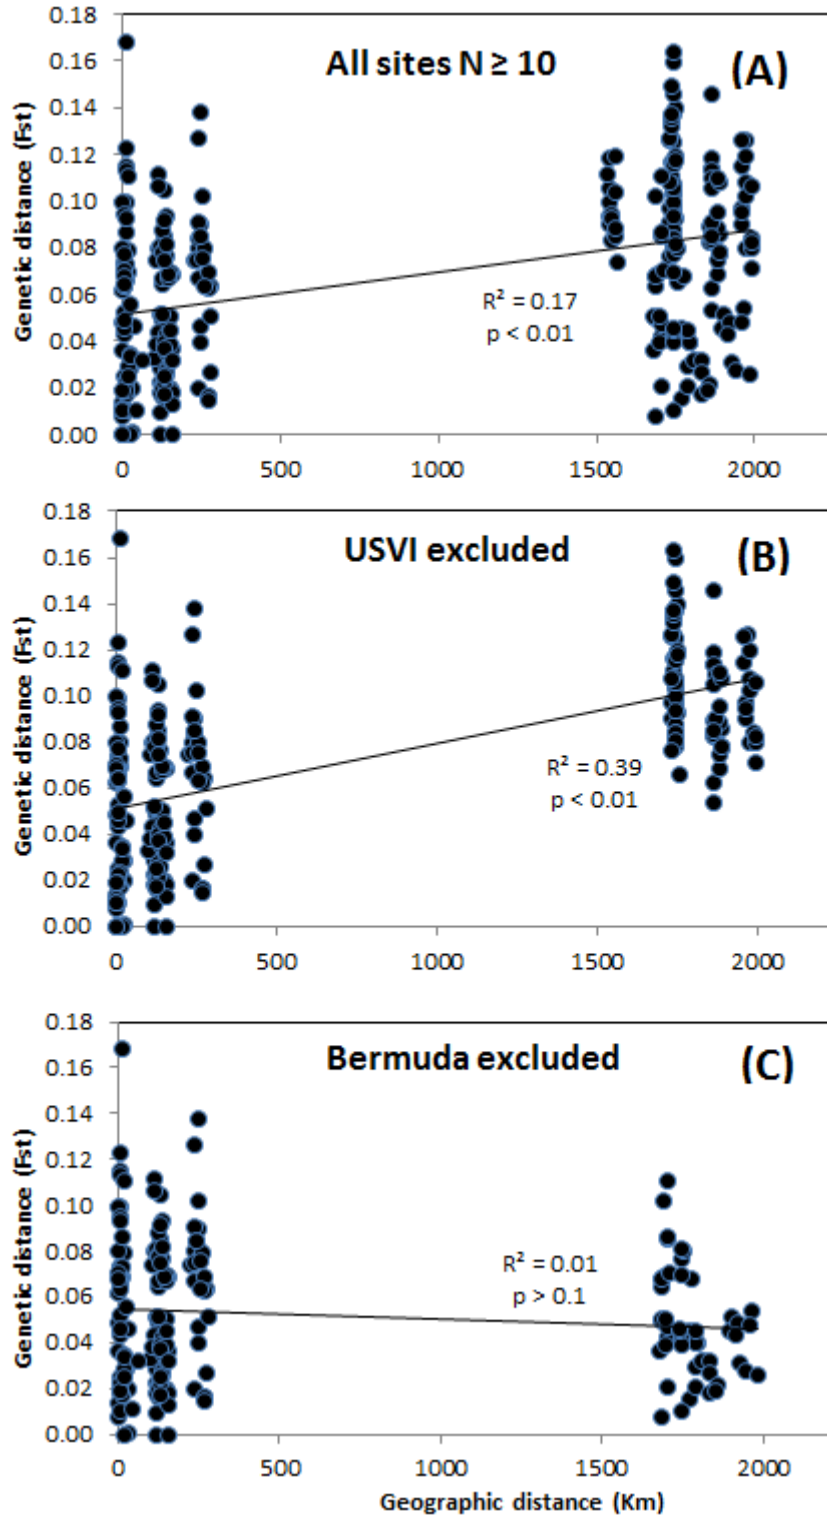 0.18
All sites N ≥ 10
(A)
0.16
0.14
0.12
0.10
0.08
0.06
0.04
0.02
0.00
Genetic distance (Fst)
R² = 0.17
p < 0.01
0
500
1000
1500
2000
0.18
USVI excluded
(B)
0.16
0.14
0.12
0.10
0.08
0.06
0.04
0.02
0.00
Genetic distance (Fst)
R² = 0.39
p < 0.01
0
500
1000
1500
2000
0.18
Bermuda excluded
(C)
0.16
0.14
0.12
0.10
0.08
0.06
0.04
0.02
0.00
Genetic distance (Fst)
R² = 0.01
p > 0.1
0
500
1000
1500
2000
Geographic distance (Km)